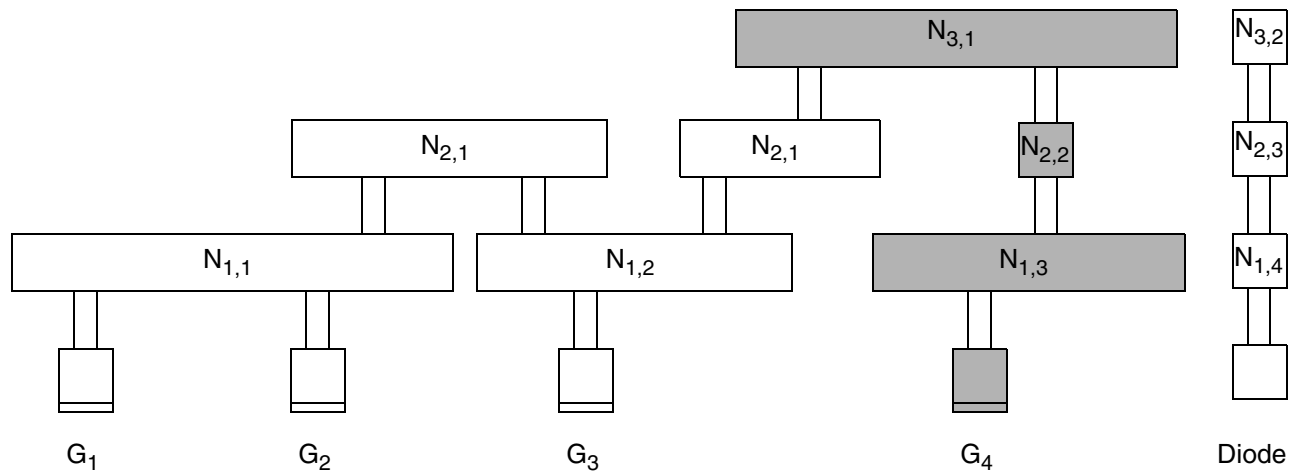 N3,1
N3,2
N2,1
N2,1
N2,2
N2,3
N1,1
N1,2
N1,3
N1,4
G1 G2 G3 G4 Diode